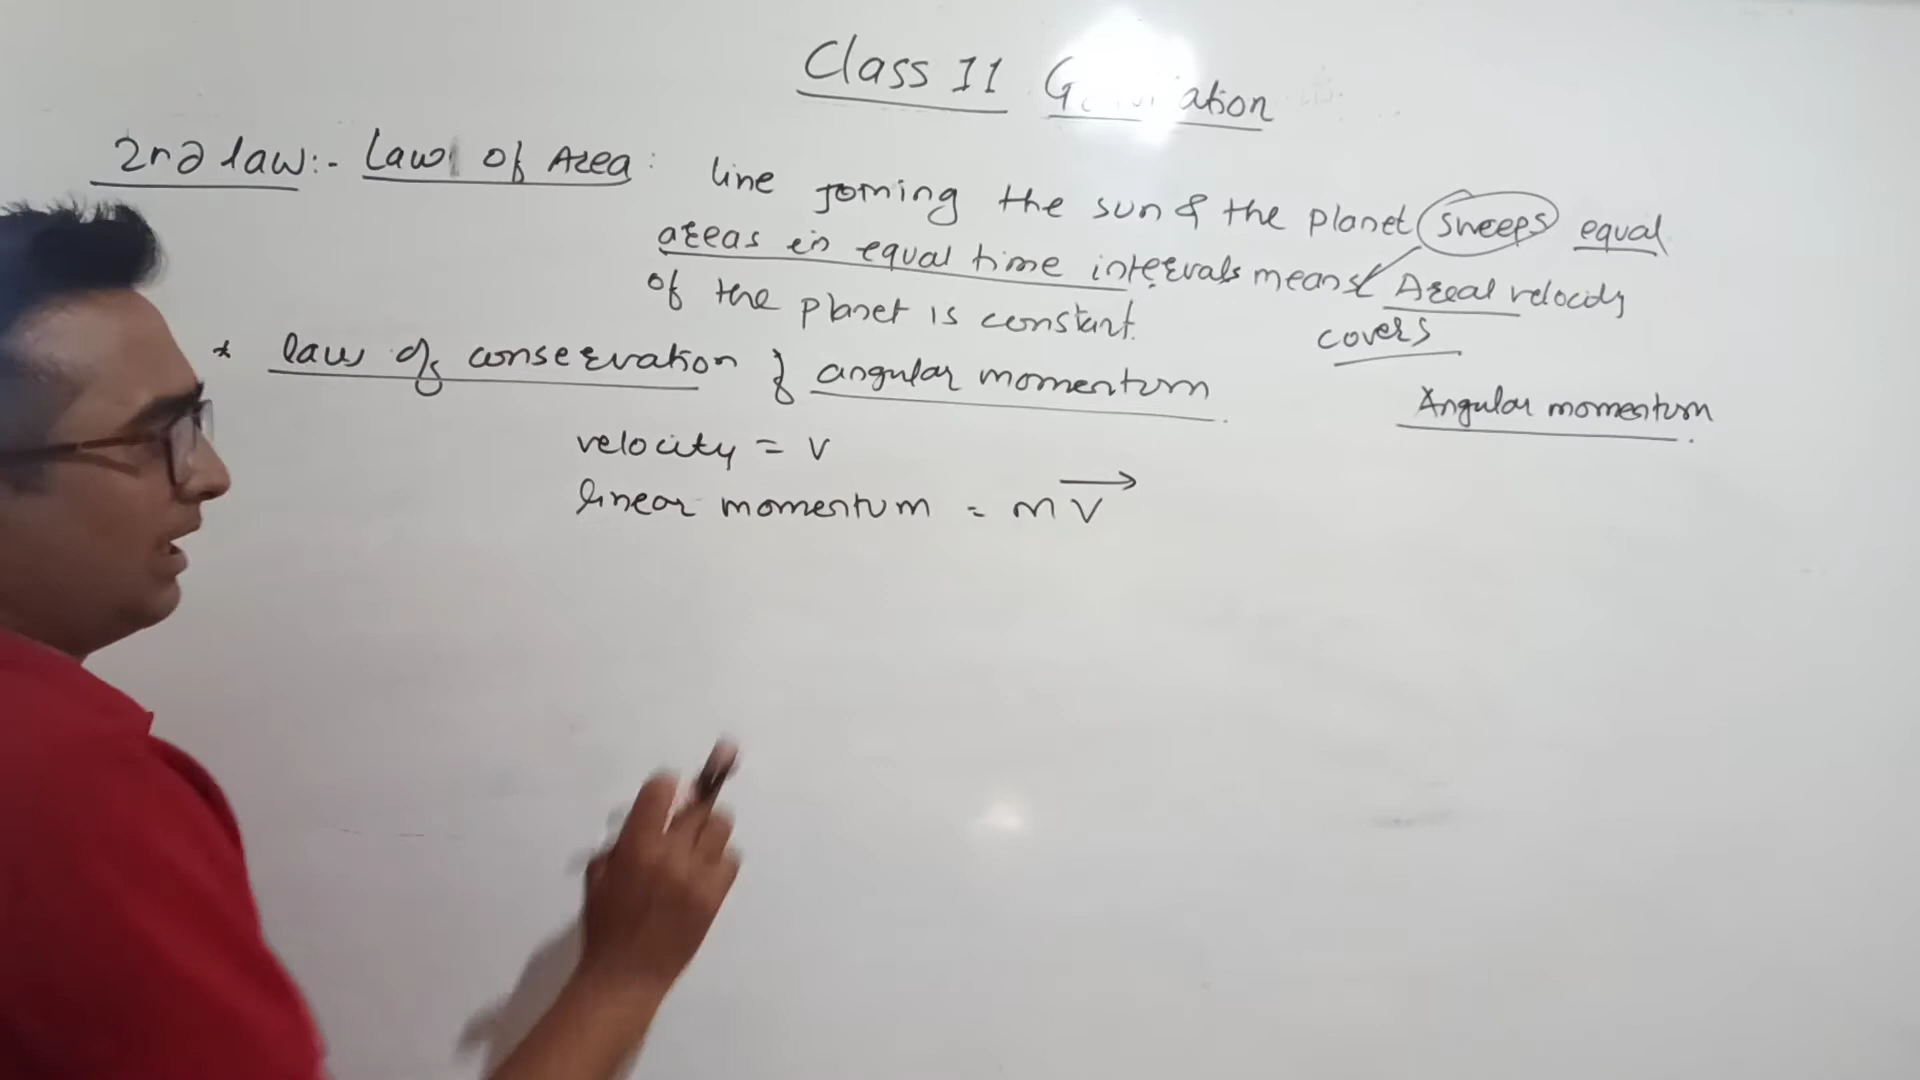 Class 11 Gravitation
2nd law:- Law of Area: line joining the sun & the planet sweeps equal
areas in equal time intervals means Areal velocity
of the planet is constant.
covers
* law of conservation of angular momentum.
Angular momentum.
velocity = v
linear momentum = m v